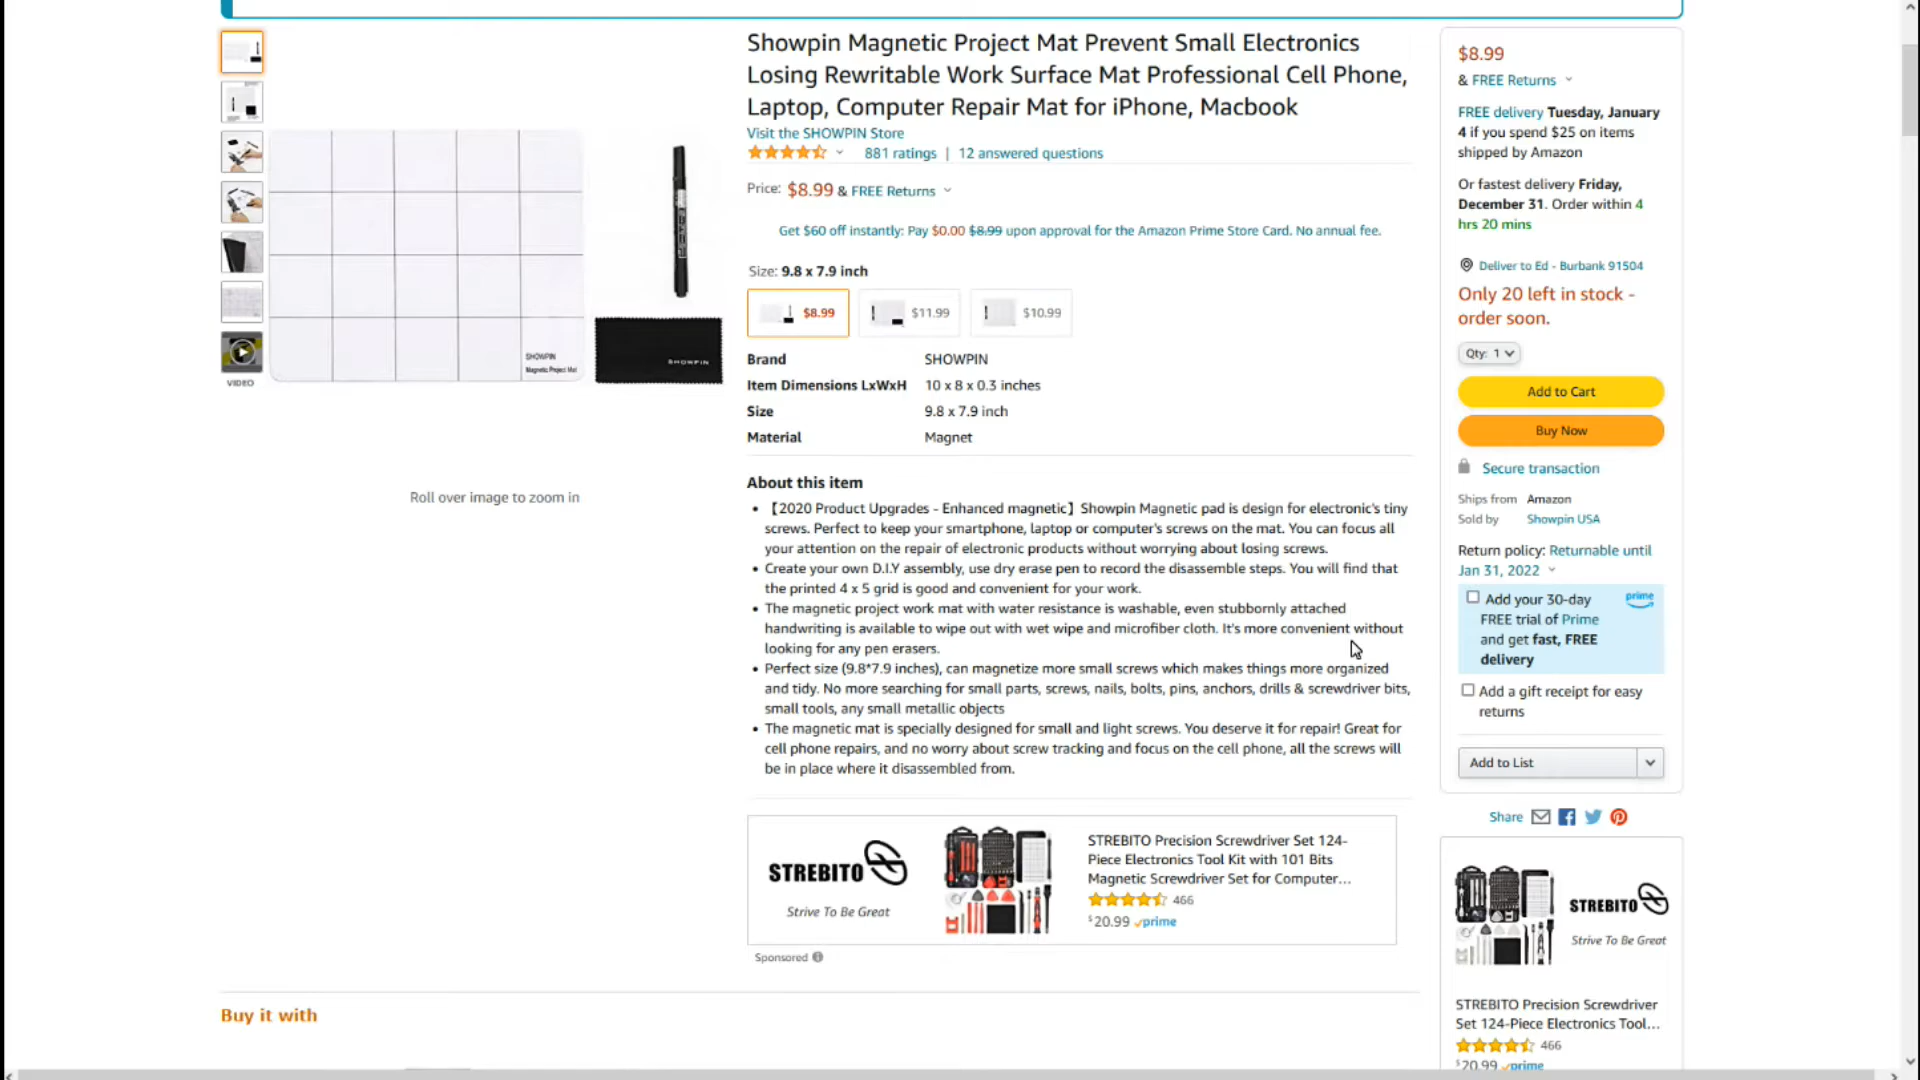 Showpin Magnetic Project Mat Prevent Small Electronics
Losing Rewritable Work Surface Mat Professional Cell Phone,
Laptop, Computer Repair Mat for iPhone, Macbook
Visit the SHOWPIN Store
881 ratings | 12 answered questions
Price: $8.99 & FREE Returns
Get $60 off instantly: Pay $0.00 $8.99 upon approval for the Amazon Prime Store Card. No annual fee.
Size: 9.8 x 7.9 inch
$8.99
$11.99
$10.99
Brand SHOWPIN
Item Dimensions LxWxH 10 x 8 x 0.3 inches
Size 9.8 x 7.9 inch
Material Magnet
SHOWPIN
Magnetic Project Mat
SHOWPIN
VIDEO
Roll over image to zoom in
About this item
• 【2020 Product Upgrades - Enhanced magnetic】Showpin Magnetic pad is design for electronic's tiny
screws. Perfect to keep your smartphone, laptop or computer's screws on the mat. You can focus all
your attention on the repair of electronic products without worrying about losing screws.
• Create your own D.I.Y assembly, use dry erase pen to record the disassemble steps. You will find that
the printed 4 x 5 grid is good and convenient for your work.
• The magnetic project work mat with water resistance is washable, even stubbornly attached
handwriting is available to wipe out with wet wipe and microfiber cloth. It's more convenient without
looking for any pen erasers.
• Perfect size (9.8*7.9 inches), can magnetize more small screws which makes things more organized
and tidy. No more searching for small parts, screws, nails, bolts, pins, anchors, drills & screwdriver bits,
small tools, any small metallic objects
• The magnetic mat is specially designed for small and light screws. You deserve it for repair! Great for
cell phone repairs, and no worry about screw tracking and focus on the cell phone, all the screws will
be in place where it disassembled from.
STREBITO
Strive To Be Great
STREBITO Precision Screwdriver Set 124-
Piece Electronics Tool Kit with 101 Bits
Magnetic Screwdriver Set for Computer...
466
$20.99 prime
Sponsored
Buy it with
$8.99
& FREE Returns
FREE delivery Tuesday, January
4 if you spend $25 on items
shipped by Amazon
Or fastest delivery Friday,
December 31. Order within 4
hrs 20 mins
Deliver to Ed - Burbank 91504
Only 20 left in stock -
order soon.
Qty: 1
Add to Cart
Buy Now
Secure transaction
Ships from Amazon
Sold by Showpin USA
Return policy: Returnable until
Jan 31, 2022
Add your 30-day prime
FREE trial of Prime
and get fast, FREE
delivery
Add a gift receipt for easy
returns
Add to List
Share
STREBITO
Strive To Be Great
STREBITO Precision Screwdriver
Set 124-Piece Electronics Tool...
466
$20.99 prime